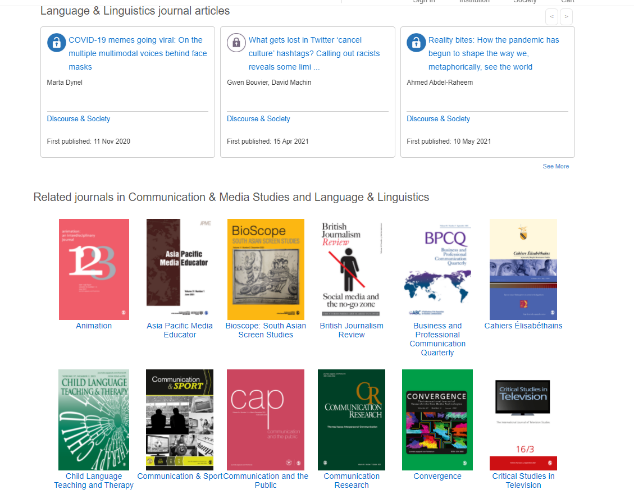 Language & Linguistics journal articles
<
>
COVID-19 memes going viral: On the
multiple multimodal voices behind face
masks
Marta Dynel
Discourse & Society
First published: 11 Nov 2020
What gets lost in Twitter 'cancel
culture' hashtags? Calling out racists
reveals some limi ...
Gwen Bouvier, David Machin
Discourse & Society
First published: 15 Apr 2021
Reality bites: How the pandemic has
begun to shape the way we,
metaphorically, see the world
Ahmed Abdel-Raheem
Discourse & Society
First published: 10 May 2021
See More
Related journals in Communication & Media Studies and Language & Linguistics
123
Animation
Asia Pacific
Media Educator
Asia Pacific Media
Educator
BioScope
SOUTH ASIAN SCREEN STUDIES
Bioscope: South Asian
Screen Studies
British
Journalism
Review
Social media and
the no-go zone
British Journalism
Review
BPCQ
Business and
Professional
Communication
Quarterly
Business and
Professional
Communication
Quarterly
Cahiers Élisabéthains
Cahiers Élisabéthains
CHILD LANGUAGE
TEACHING & THERAPY
Child Language
Teaching and Therapy
Communication
& SPORT
Communication & Sport
cap
communication
and the public
Communication and the
Public
CR
COMMUNICATION
RESEARCH
Communication
Research
CONVERGENCE
Convergence
Critical Studies in
Television
16/3
Critical Studies in
Television